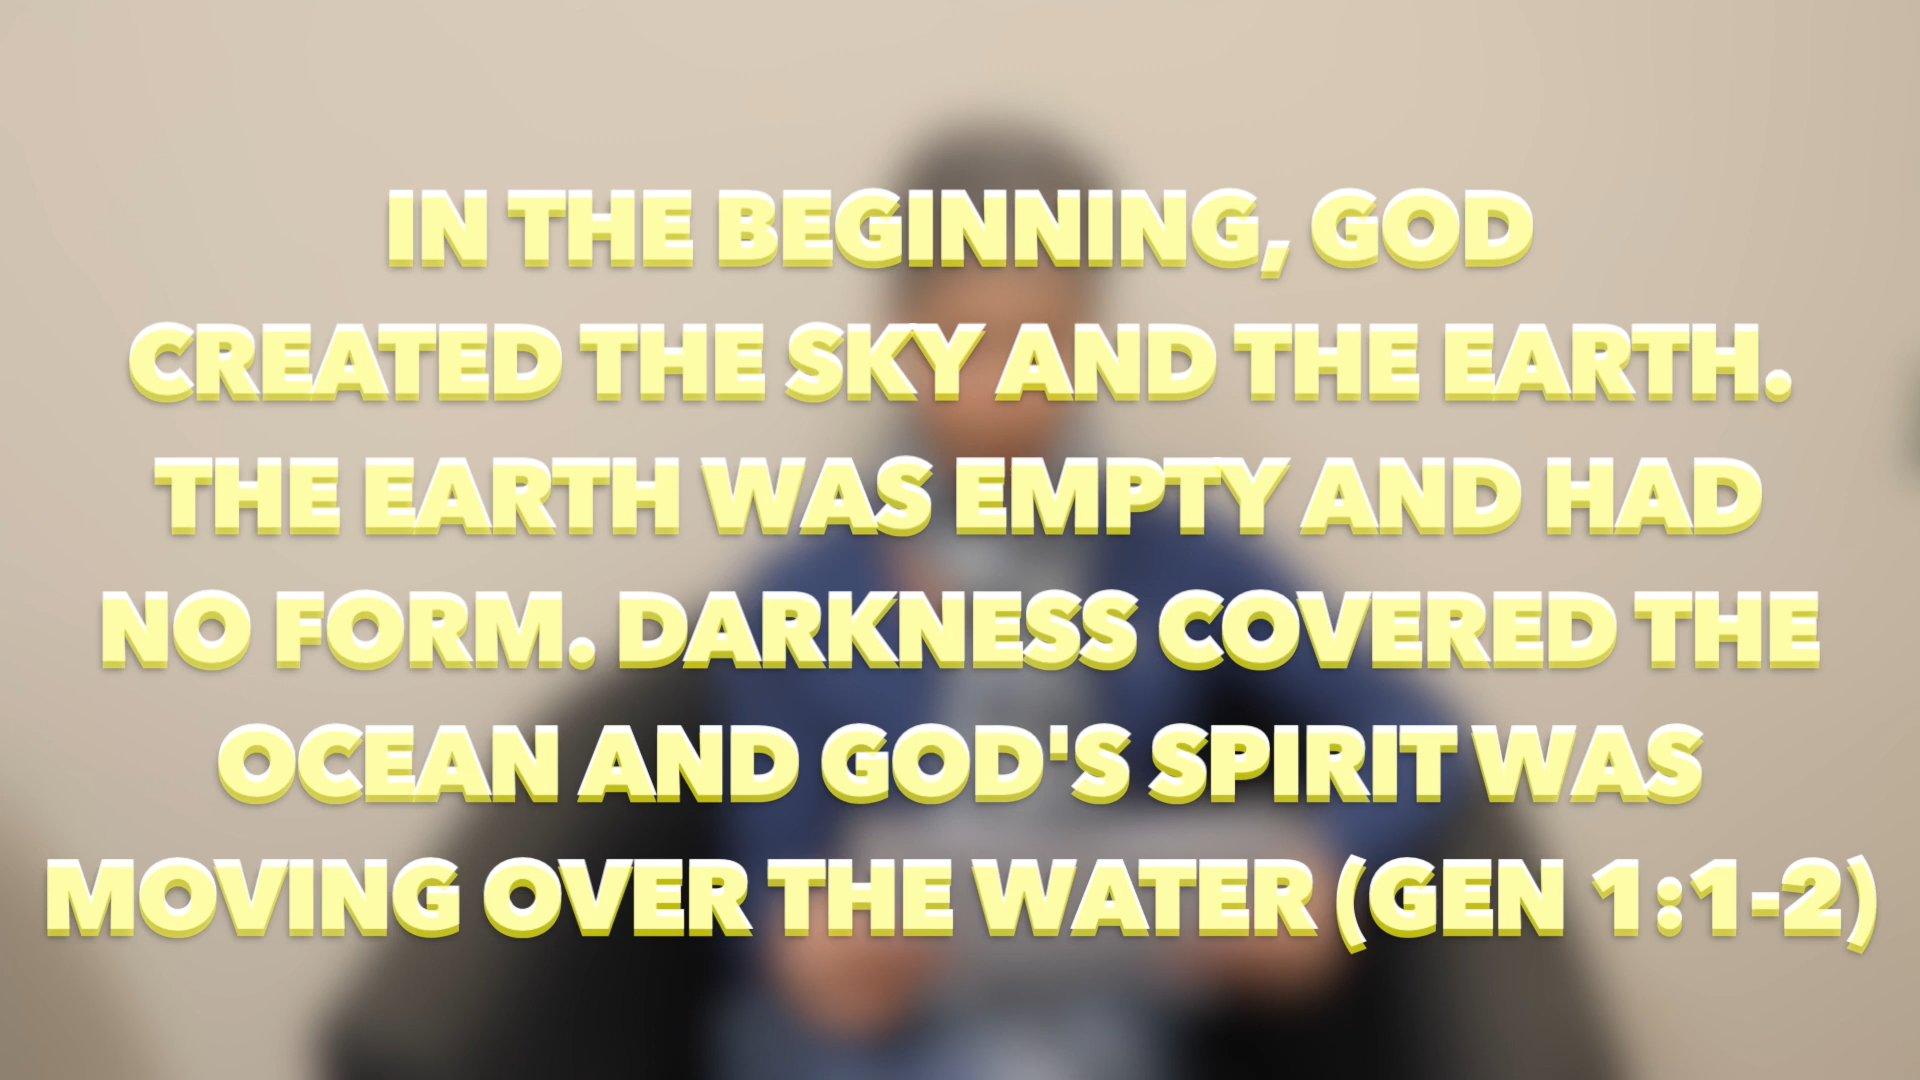 IN THE BEGINNING, GOD
CREATED THE SKY AND THE EARTH.
THE EARTH WAS EMPTY AND HAD
NO FORM. DARKNESS COVERED THE
OCEAN AND GOD'S SPIRIT WAS
MOVING OVER THE WATER (GEN 1:1-2)